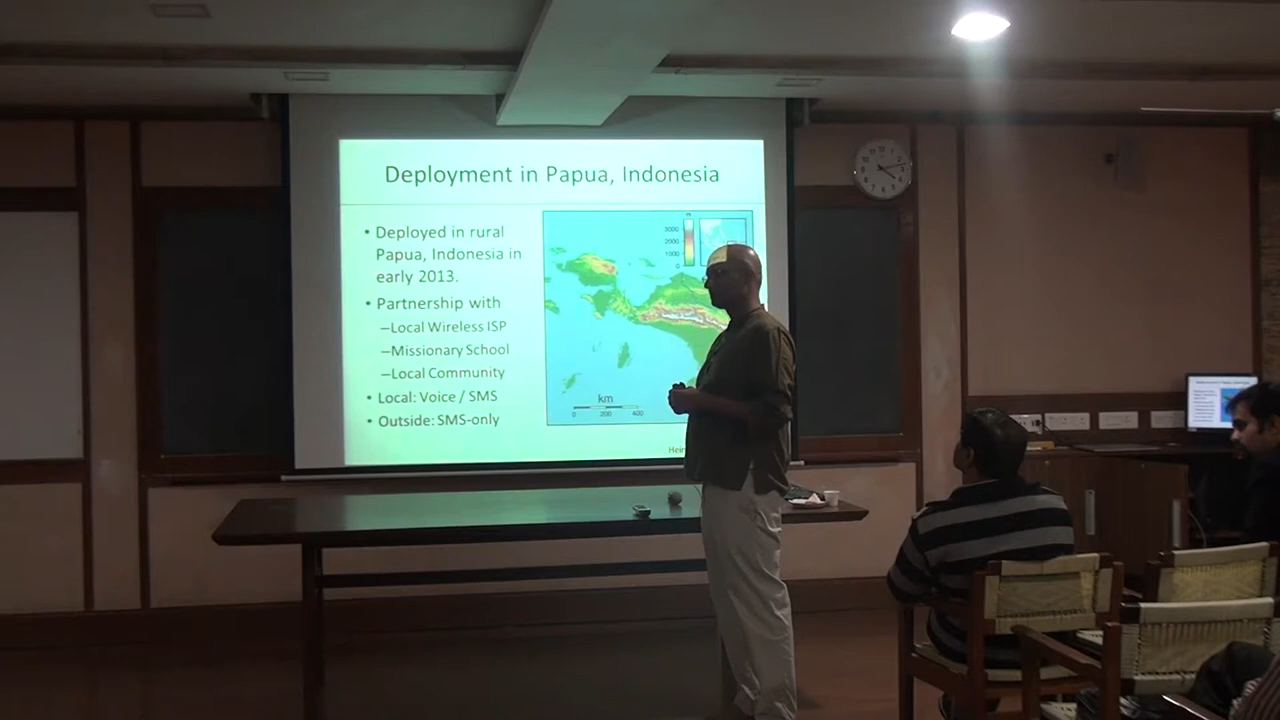 Deployment in Papua, Indonesia
• Deployed in rural
Papua, Indonesia in
early 2013.
• Partnership with
–Local Wireless ISP
–Missionary School
–Local Community
• Local: Voice / SMS
• Outside: SMS-only
m
3000
2000
1000
0
km
0 200 400